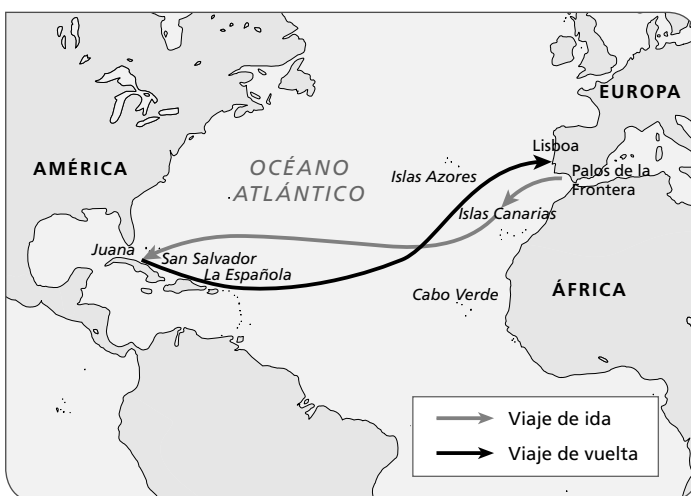 EUROPA
Lisboa
AMÉRICA
OCÉANO
ATLÁNTICO
Islas Azores
Palos de la
Frontera
Islas Canarias
Juana
San Salvador
La Española
Cabo Verde
ÁFRICA
Viaje de ida
Viaje de vuelta